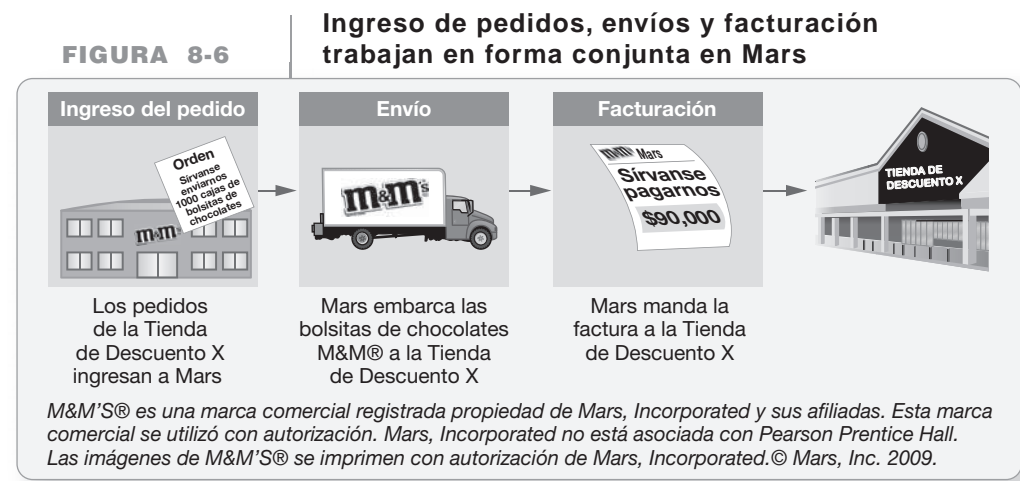 FIGURA 8-6
Ingreso de pedidos, envíos y facturación
trabajan en forma conjunta en Mars
Ingreso del pedido
Orden
Sírvanse
enviarnos
1000 cajas de
bolsitas de
chocolates
m&m's
Los pedidos
de la Tienda
de Descuento X
ingresan a Mars
Envío
m&m's
Mars embarca las
bolsitas de chocolates
M&M® a la Tienda
de Descuento X
Facturación
m&m Mars
Sírvanse
pagarnos
$90,000
Mars manda la
factura a la Tienda
de Descuento X
TIENDA DE
DESCUENTO X
M&M'S® es una marca comercial registrada propiedad de Mars, Incorporated y sus afiliadas. Esta marca
comercial se utilizó con autorización. Mars, Incorporated no está asociada con Pearson Prentice Hall.
Las imágenes de M&M'S® se imprimen con autorización de Mars, Incorporated.© Mars, Inc. 2009.